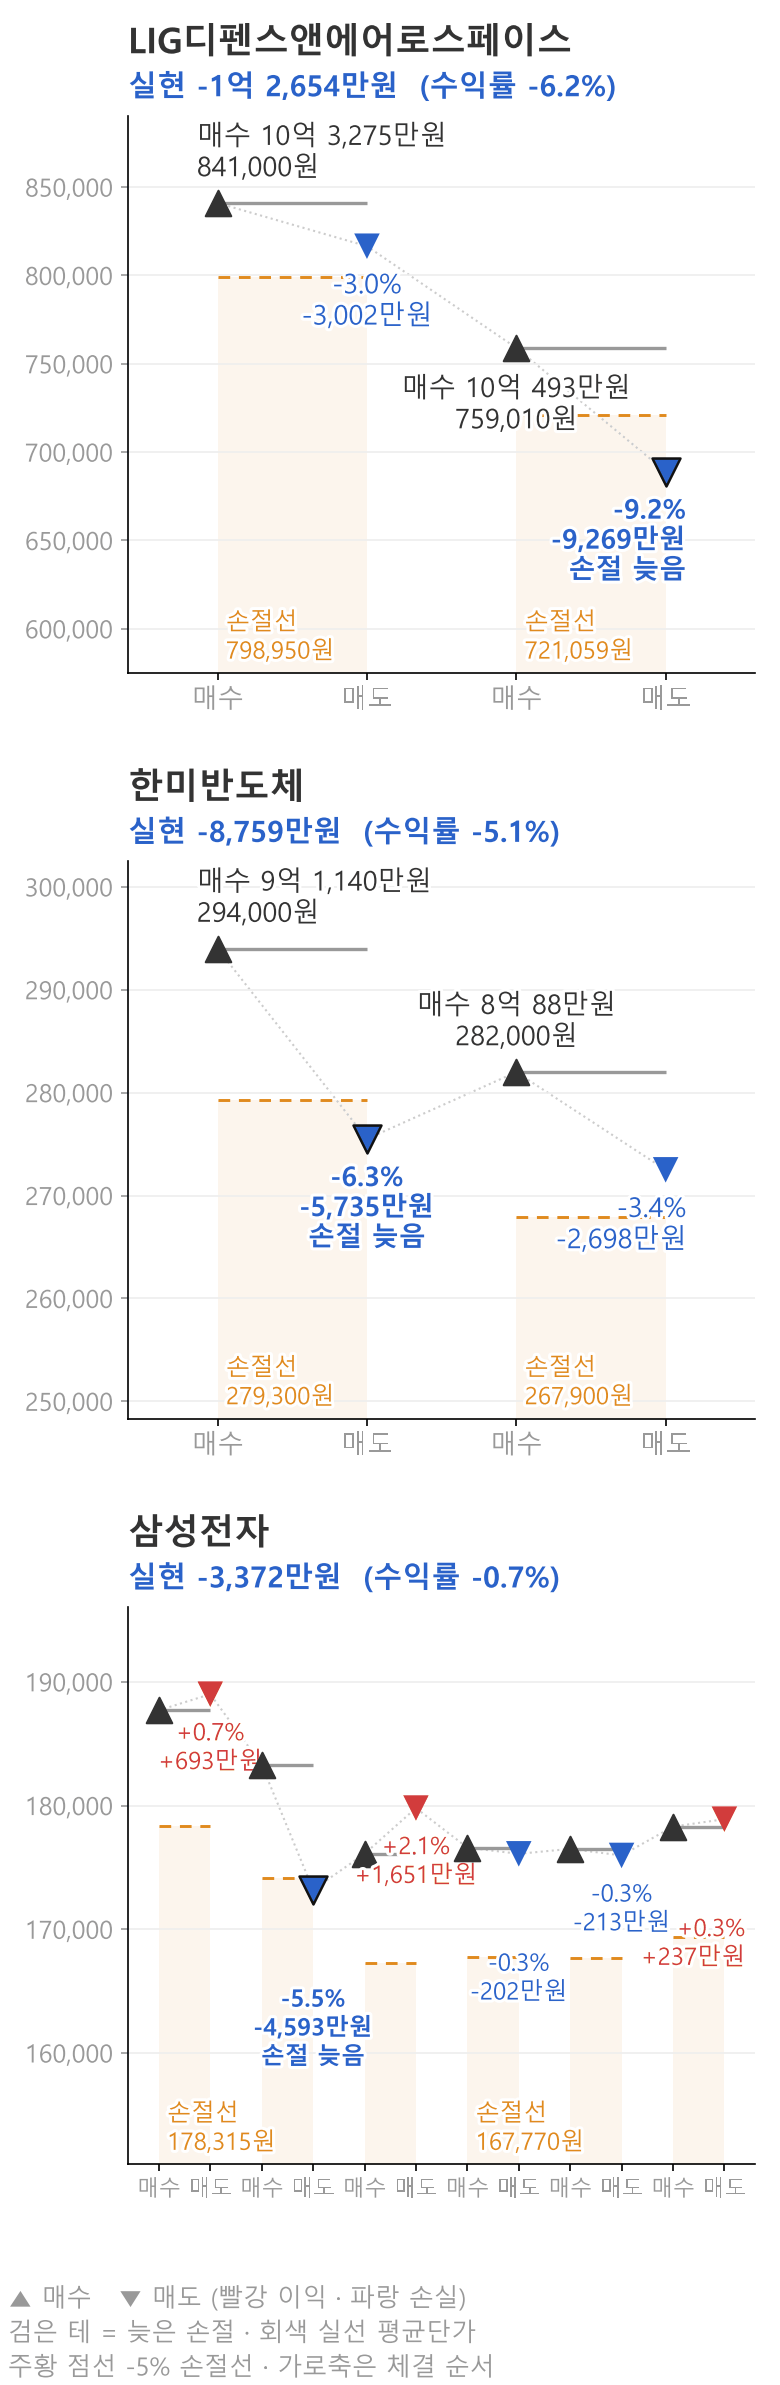 LIG디펜스앤에어로스페이스
실현 -1억 2,654만원 (수익률 -6.2%)
매수 10억 3,275만원
841,000원
850,000
800,000
-3.0%
-3,002만원
750,000
매수 10억 493만원
759,010원
700,000
-9.2%
-9,269만원
손절 늦음
650,000
600,000
손절선
798,950원
손절선
721,059원
매수 매도 매수 매도
한미반도체
실현 -8,759만원 (수익률 -5.1%)
매수 9억 1,140만원
294,000원
300,000
290,000
매수 8억 88만원
282,000원
280,000
-6.3%
-5,735만원
손절 늦음
270,000
-3.4%
-2,698만원
260,000
손절선
279,300원
손절선
267,900원
250,000
매수 매도 매수 매도
삼성전자
실현 -3,372만원 (수익률 -0.7%)
190,000
+0.7%
+693만원
180,000
+2.1%
+1,651만원
-0.3%
-213만원
170,000
+0.3%
+237만원
-0.3%
-202만원
-5.5%
-4,593만원
손절 늦음
160,000
손절선
178,315원
손절선
167,770원
매수 매도 매수 매도 매수 매도 매수 매도 매수 매도 매수 매도
▲ 매수 ▼ 매도 (빨강 이익 · 파랑 손실)
검은 테 = 늦은 손절 · 회색 실선 평균단가
주황 점선 -5% 손절선 · 가로축은 체결 순서